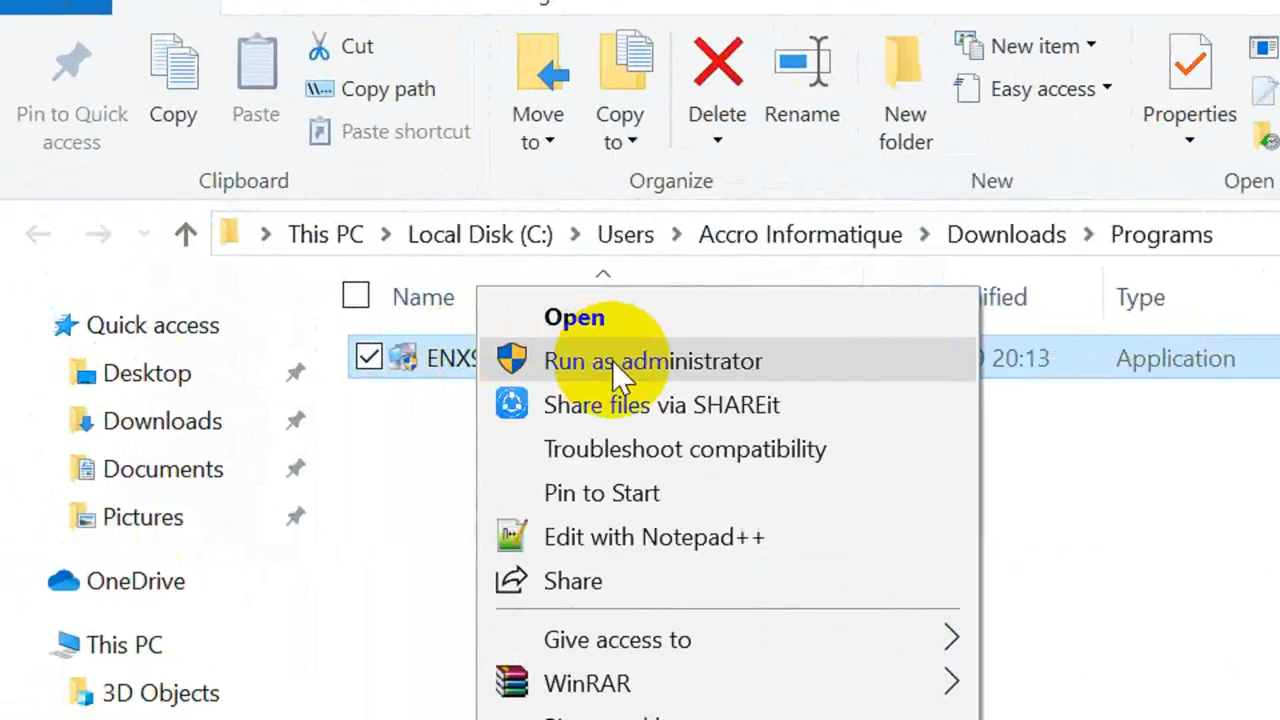 Pin to Quick access
Copy
Paste
Cut
Copy path
Paste shortcut
Clipboard
Move to
Copy to
Delete
Rename
Organize
New folder
New item
Easy access
New
Properties
Open
This PC > Local Disk (C:) > Users > Accro Informatique > Downloads > Programs
Name
Type
20:13
Application
Open
Run as administrator
Share files via SHAREit
Troubleshoot compatibility
Pin to Start
Edit with Notepad++
Share
Give access to
WinRAR
Quick access
Desktop
Downloads
Documents
Pictures
OneDrive
This PC
3D Objects